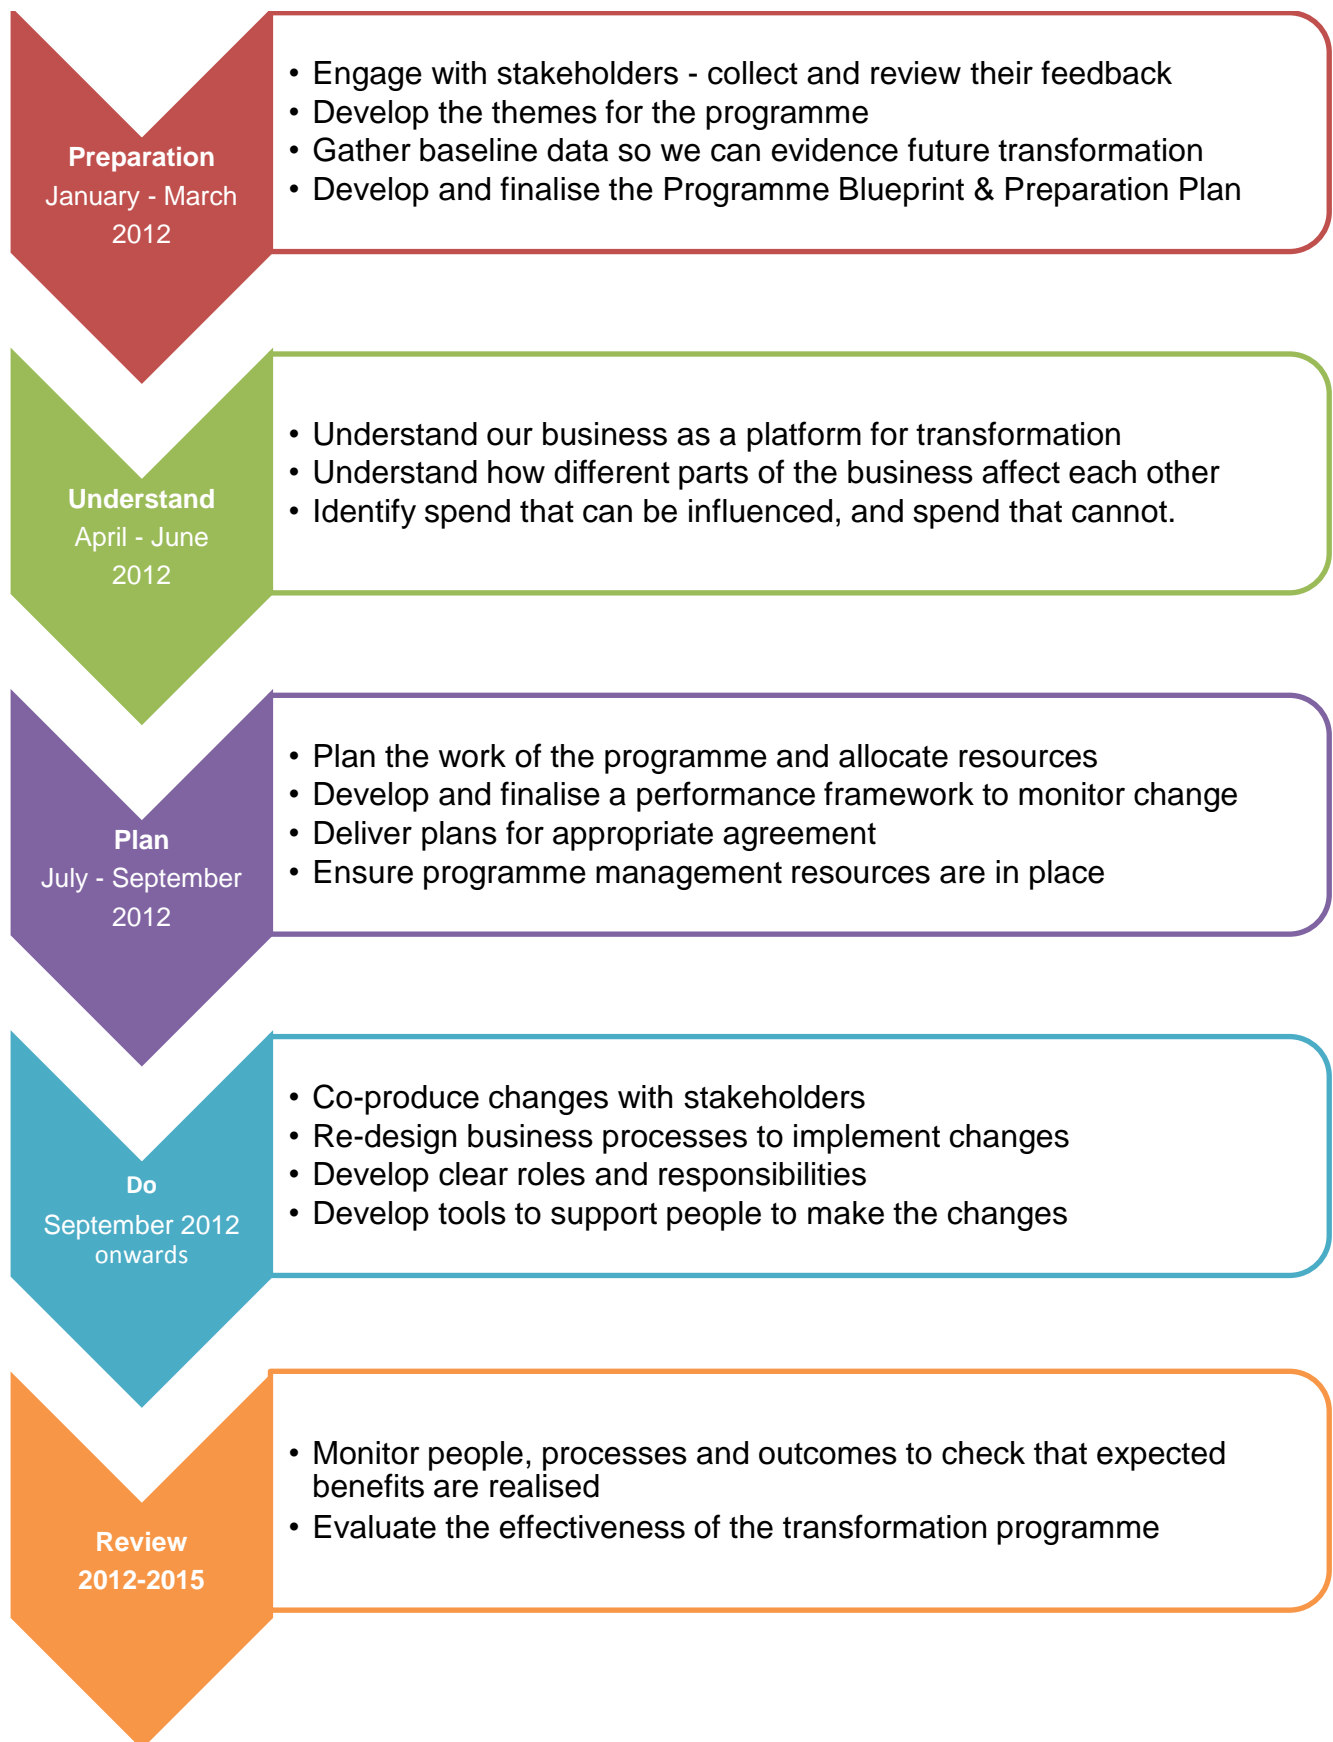 Preparation
January - March
2012
• Engage with stakeholders - collect and review their feedback
• Develop the themes for the programme
• Gather baseline data so we can evidence future transformation
• Develop and finalise the Programme Blueprint & Preparation Plan
Understand
April - June
2012
• Understand our business as a platform for transformation
• Understand how different parts of the business affect each other
• Identify spend that can be influenced, and spend that cannot.
Plan
July - September
2012
• Plan the work of the programme and allocate resources
• Develop and finalise a performance framework to monitor change
• Deliver plans for appropriate agreement
• Ensure programme management resources are in place
Do
September 2012
onwards
• Co-produce changes with stakeholders
• Re-design business processes to implement changes
• Develop clear roles and responsibilities
• Develop tools to support people to make the changes
Review
2012-2015
• Monitor people, processes and outcomes to check that expected
benefits are realised
• Evaluate the effectiveness of the transformation programme